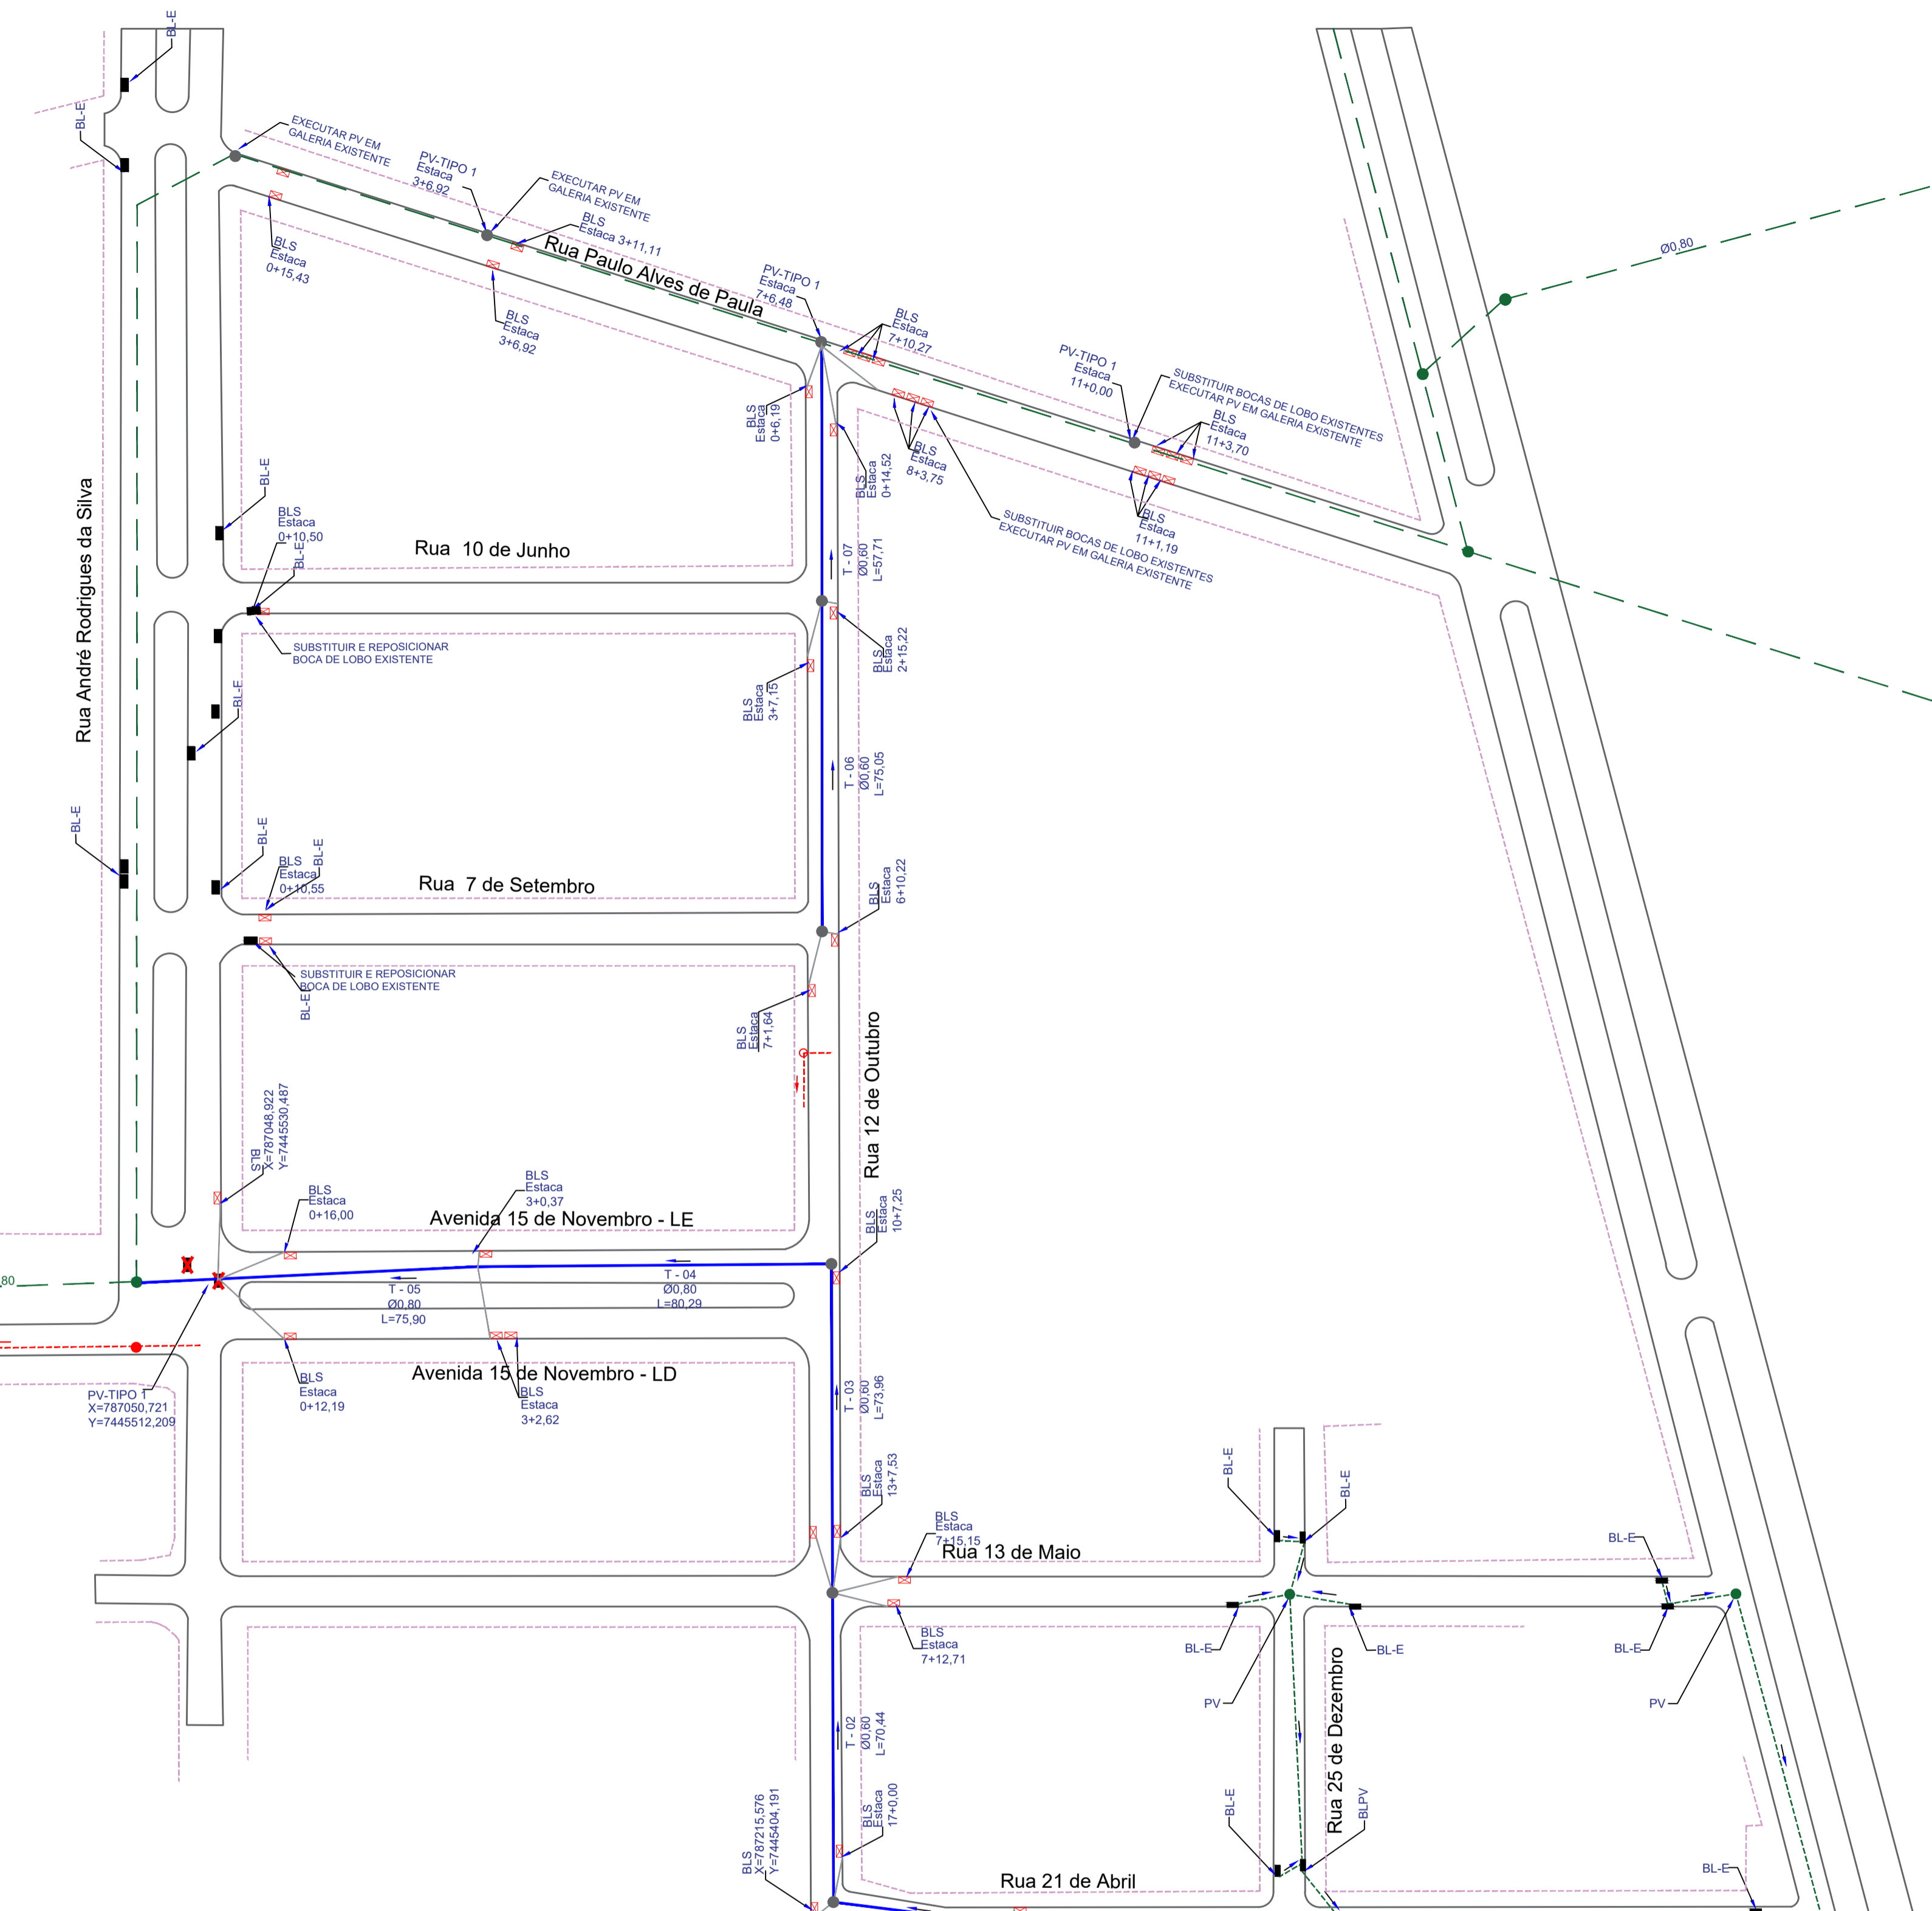 BL-E
BL-E
EXECUTAR PV EM
GALERIA EXISTENTE
PV-TIPO 1
Estaca
3+6,92
EXECUTAR PV EM
GALERIA EXISTENTE
BLS
Estaca 3+11,11
Rua Paulo Alves de Paula
BLS
Estaca
0+15,43
BLS
Estaca
3+6,92
PV-TIPO 1
Estaca
7+6,48
BLS
Estaca
7+10,27
Ø0,80
PV-TIPO 1
Estaca
11+0,00
SUBSTITUIR BOCAS DE LOBO EXISTENTES
EXECUTAR PV EM GALERIA EXISTENTE
BLS
Estaca
11+3,70
BLS
Estaca
0+6,19
BLS
Estaca
0+14,52
BLS
Estaca
8+3,75
BLS
Estaca
11+1,19
SUBSTITUIR BOCAS DE LOBO EXISTENTES
EXECUTAR PV EM GALERIA EXISTENTE
Rua André Rodrigues da Silva
BL-E
BLS
Estaca
0+10,50
BL-E
Rua 10 de Junho
T - 07
Ø0,60
L=57,71
SUBSTITUIR E REPOSICIONAR
BOCA DE LOBO EXISTENTE
BLS
Estaca
2+15,22
BLS
Estaca
3+7,15
BL-E
T - 06
Ø0,60
L=75,05
BL-E
BL-E
BLS
Estaca
0+10,55
BL-E
Rua 7 de Setembro
BLS
Estaca
6+10,22
SUBSTITUIR E REPOSICIONAR
BOCA DE LOBO EXISTENTE
BL-E
BLS
Estaca
7+1,64
Rua 12 de Outubro
BLS
X=787048,922
Y=7445530,487
BLS
Estaca
0+16,00
BLS
Estaca
3+0,37
Avenida 15 de Novembro - LE
BLS
Estaca
10+7,25
80
T - 05
Ø0,80
L=75,90
T - 04
Ø0,80
L=80,29
PV-TIPO 1
X=787050,721
Y=7445512,209
BLS
Estaca
0+12,19
Avenida 15 de Novembro - LD
BLS
Estaca
3+2,62
T - 03
Ø0,60
L=73,96
BLS
Estaca
13+7,53
BLS
Estaca
7+15,15
Rua 13 de Maio
BL-E
BL-E
BL-E
BLS
Estaca
7+12,71
BL-E
BL-E
BL-E
PV
PV
T - 02
Ø0,60
L=70,44
Rua 25 de Dezembro
BLS
X=787215,576
Y=7445404,191
BLS
Estaca
17+0,00
BL-E
BLPV
Rua 21 de Abril
BL-E